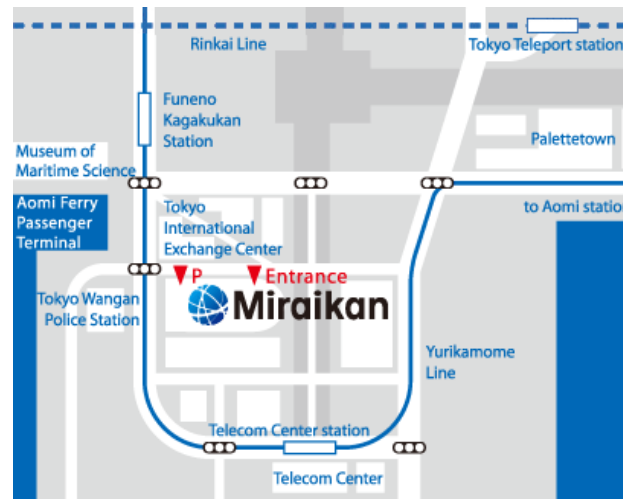 Rinkai Line
Tokyo Teleport station
Funeno
Kagakukan
Station
Palettetown
Museum of
Maritime Science
Aomi Ferry
Passenger
Terminal
Tokyo
International
Exchange Center
to Aomi station
P
Entrance
Miraikan
Tokyo Wangan
Police Station
Yurikamome
Line
Telecom Center station
Telecom Center